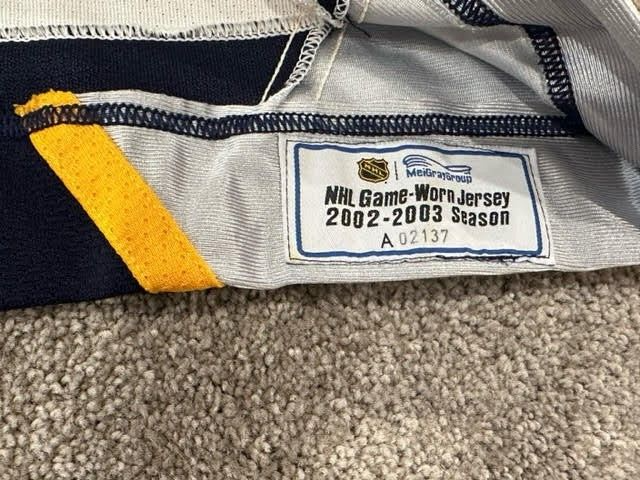 NHL MeiGrayGroup
NHL Game-Worn Jersey
2002-2003 Season
A 02137